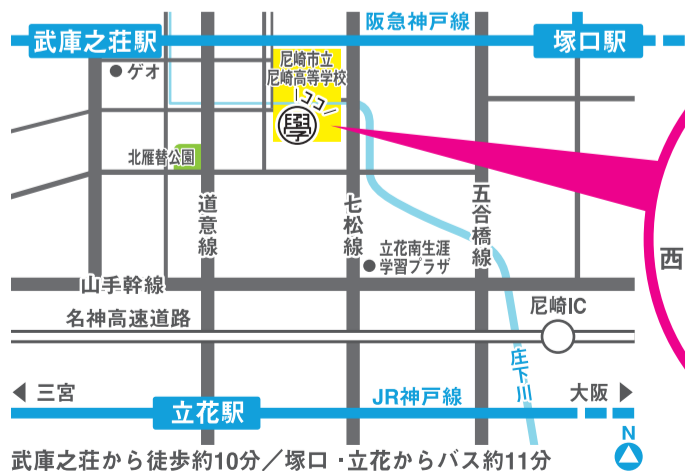 阪急神戸線
武庫之荘駅
塚口駅
ゲオ
尼崎市立
尼崎高等学校
ココ
學
北雁替公園
道意線
七松線
五合橋線
立花南生涯
学習プラザ
西
山手幹線
名神高速道路
尼崎IC
庄下川
三宮
立花駅
JR神戸線
大阪
N
武庫之荘から徒歩約10分／塚口・立花からバス約11分